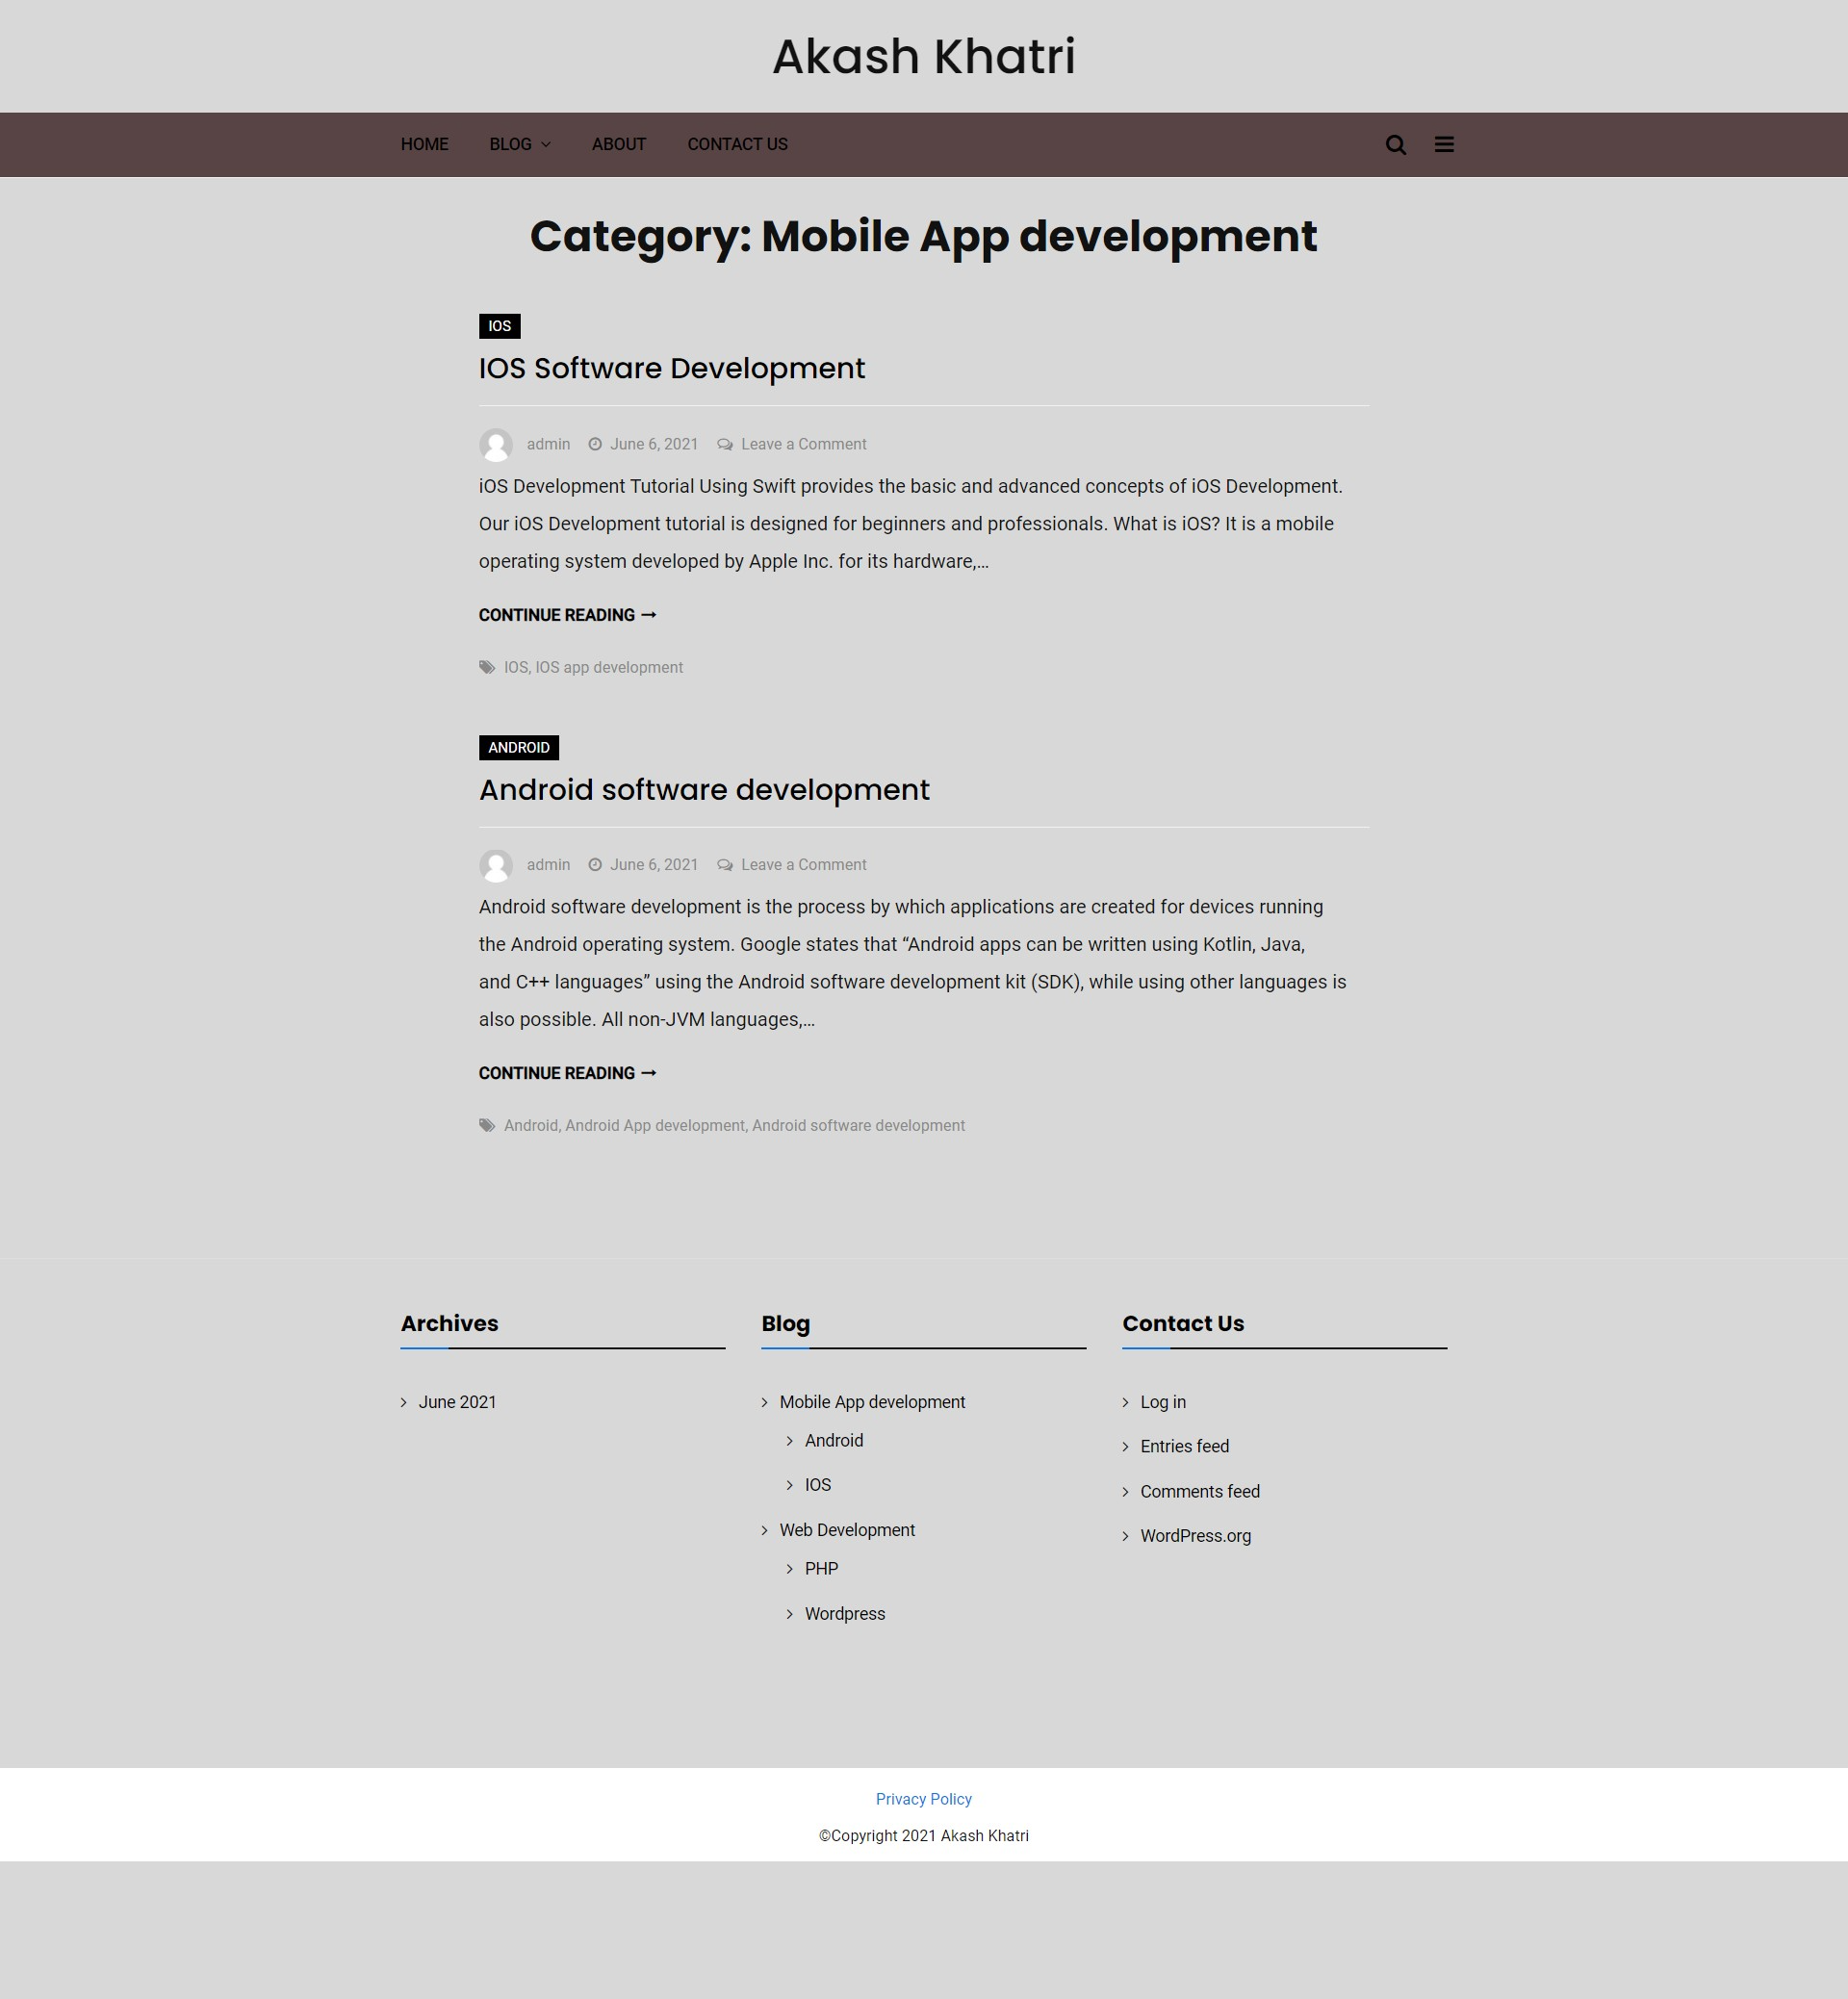 Akash Khatri
HOME BLOG ABOUT CONTACT US
Category: Mobile App development
IOS
IOS Software Development
admin June 6, 2021 Leave a Comment
iOS Development Tutorial Using Swift provides the basic and advanced concepts of iOS Development.
Our iOS Development tutorial is designed for beginners and professionals. What is iOS? It is a mobile
operating system developed by Apple Inc. for its hardware,…
CONTINUE READING
IOS, IOS app development
ANDROID
Android software development
admin June 6, 2021 Leave a Comment
Android software development is the process by which applications are created for devices running
the Android operating system. Google states that “Android apps can be written using Kotlin, Java,
and C++ languages” using the Android software development kit (SDK), while using other languages is
also possible. All non-JVM languages,…
CONTINUE READING
Android, Android App development, Android software development
Archives
June 2021
Blog
Mobile App development
Android
IOS
Web Development
PHP
Wordpress
Contact Us
Log in
Entries feed
Comments feed
WordPress.org
Privacy Policy
©Copyright 2021 Akash Khatri